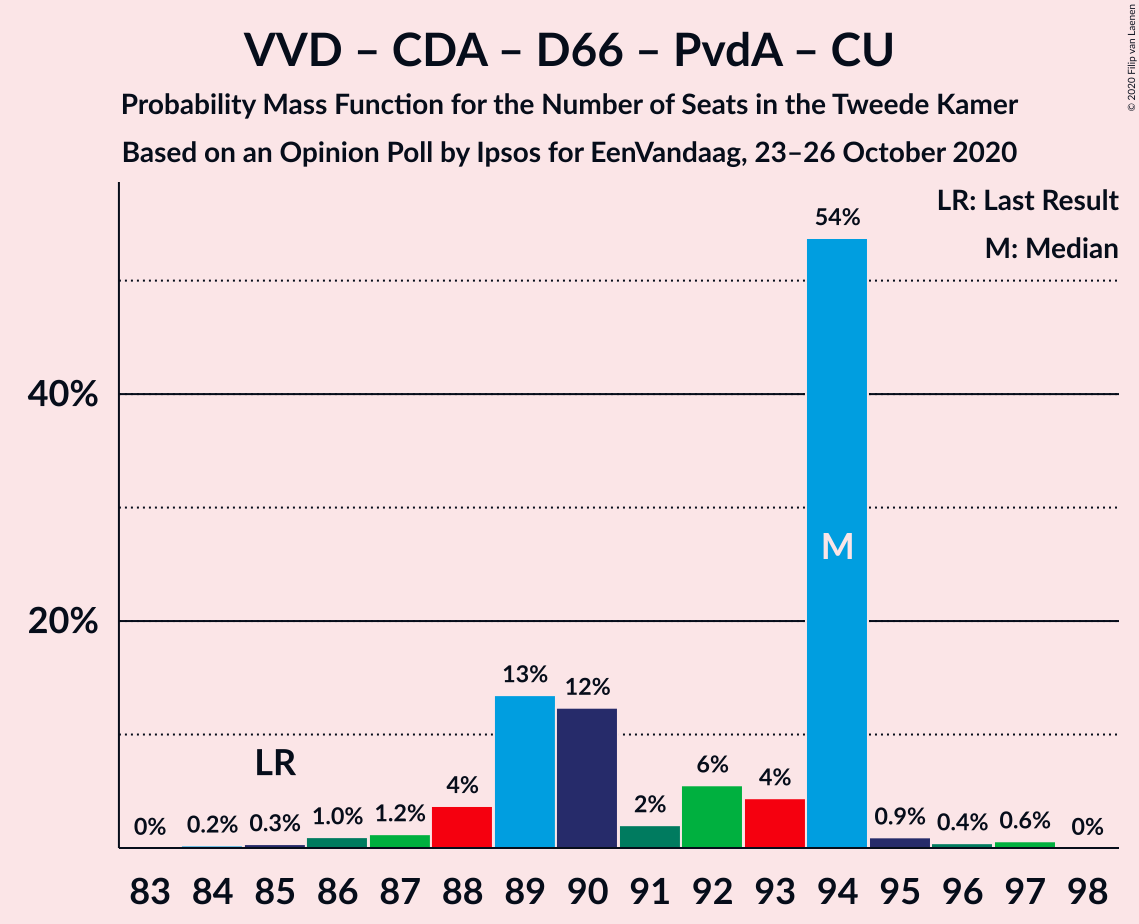 VVD – CDA – D66 – PvdA – CU
Probability Mass Function for the Number of Seats in the Tweede Kamer
Based on an Opinion Poll by Ipsos for EenVandaag, 23–26 October 2020
© 2020 Filip van Laenen
LR: Last Result
M: Median
54%
40%
M
20%
13%
12%
LR
6%
4%
4%
2%
0%
0.2%
0.3%
1.0%
1.2%
0.9%
0.4%
0.6%
0%
83 84 85 86 87 88 89 90 91 92 93 94 95 96 97 98